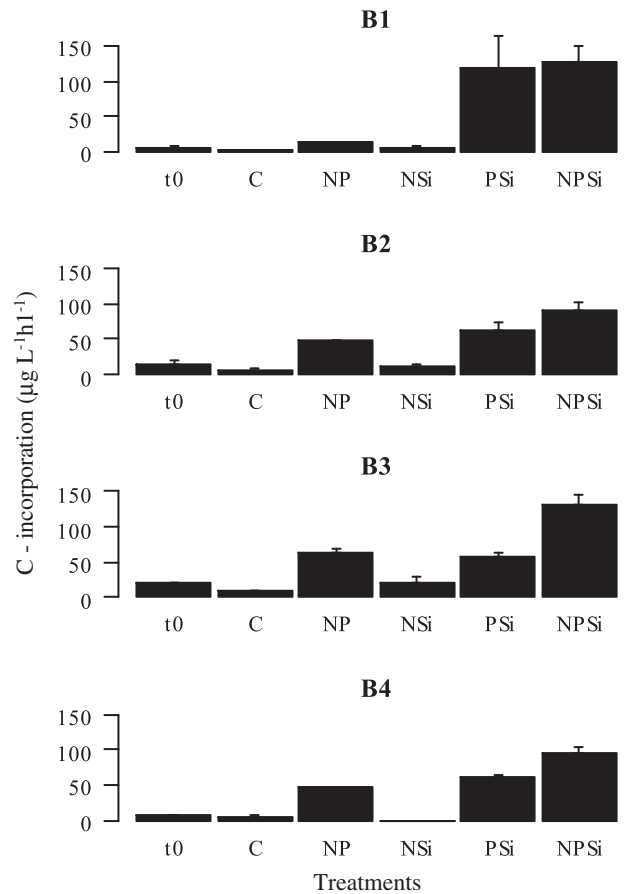 B1
150
100
50
0
t0 C NP NSi PSi NPSi
B2
150
100
50
0
t0 C NP NSi PSi NPSi
C - incorporation (µg L⁻¹h1⁻¹)
B3
150
100
50
0
t0 C NP NSi PSi NPSi
B4
150
100
50
0
t0 C NP NSi PSi NPSi
Treatments